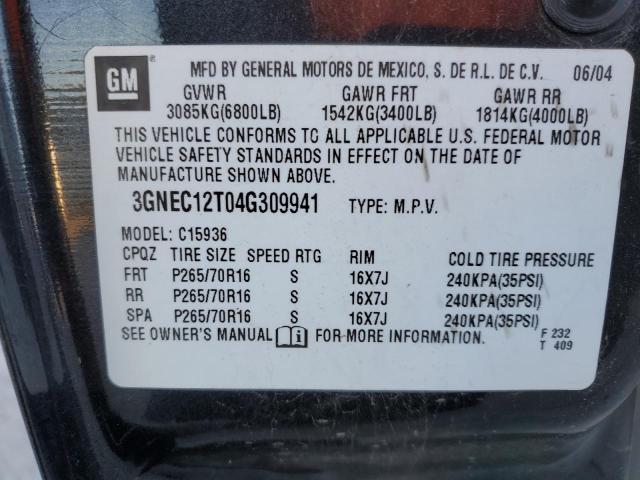 GM ® MFD BY GENERAL MOTORS DE MEXICO, S. DE R.L. DE C.V. 06/04
GVWR GAWR FRT GAWR RR
3085KG(6800LB) 1542KG(3400LB) 1814KG(4000LB)
THIS VEHICLE CONFORMS TO ALL APPLICABLE U.S. FEDERAL MOTOR
VEHICLE SAFETY STANDARDS IN EFFECT ON THE DATE OF
MANUFACTURE SHOWN ABOVE.
3GNEC12T04G309941 TYPE: M.P.V.
MODEL: C15936
CPQZ TIRE SIZE SPEED RTG RIM COLD TIRE PRESSURE
FRT P265/70R16 S 16X7J 240KPA(35PSI)
RR P265/70R16 S 16X7J 240KPA(35PSI)
SPA P265/70R16 S 16X7J 240KPA(35PSI)
SEE OWNER'S MANUAL i FOR MORE INFORMATION. F 232
T 409